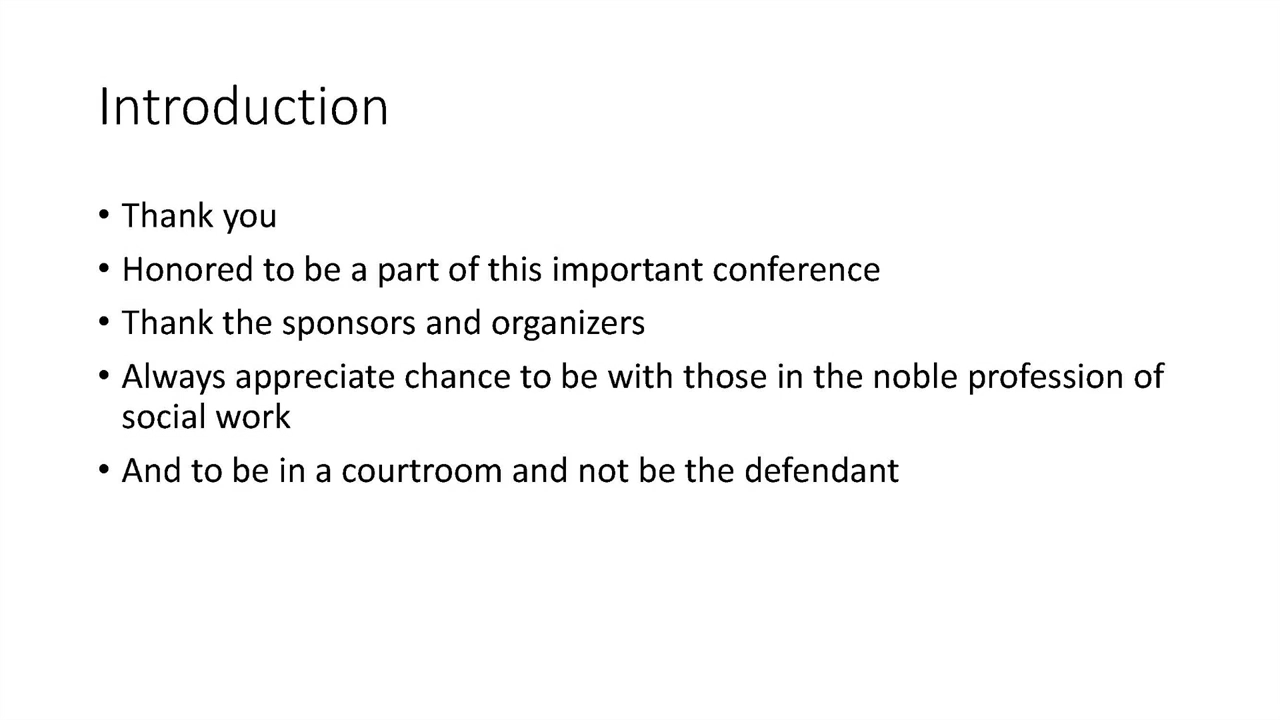 Introduction
• Thank you
• Honored to be a part of this important conference
• Thank the sponsors and organizers
• Always appreciate chance to be with those in the noble profession of
social work
• And to be in a courtroom and not be the defendant